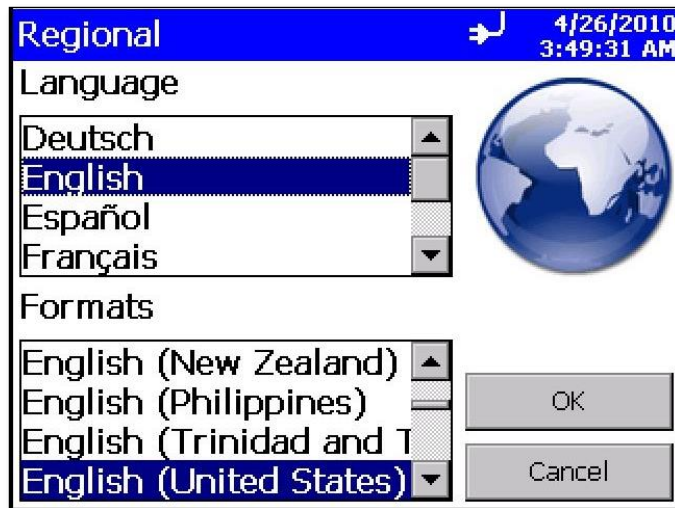 Regional
4/26/2010
3:49:31 AM
Language
Deutsch
English
Español
Français
Formats
English (New Zealand)
English (Philippines)
English (Trinidad and T
English (United States)
OK
Cancel